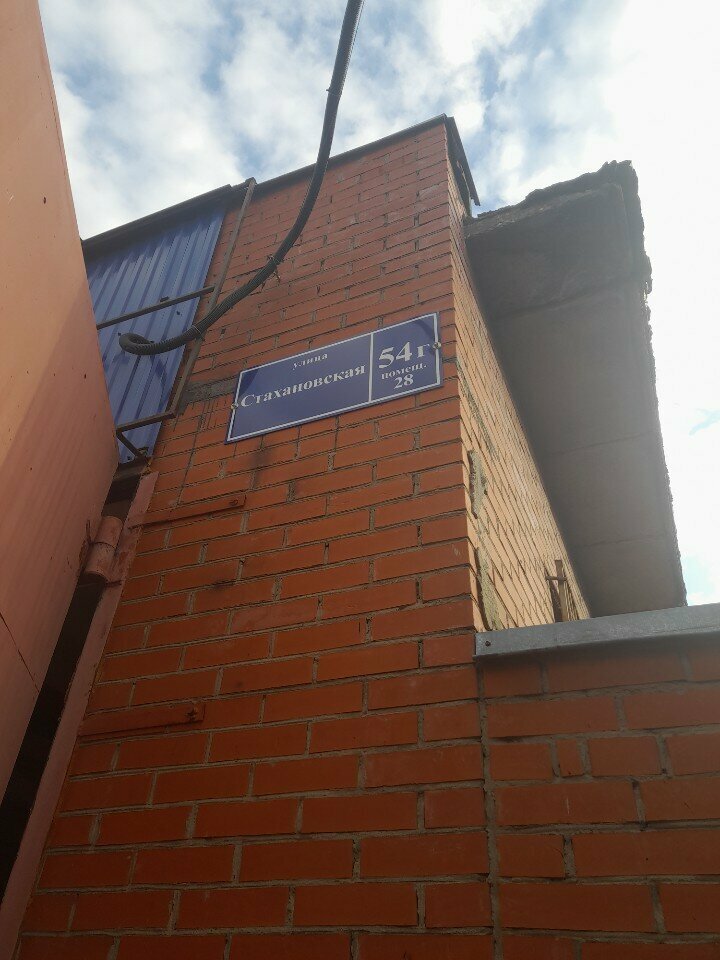 улица
Стахановская
54г
помещ.
28